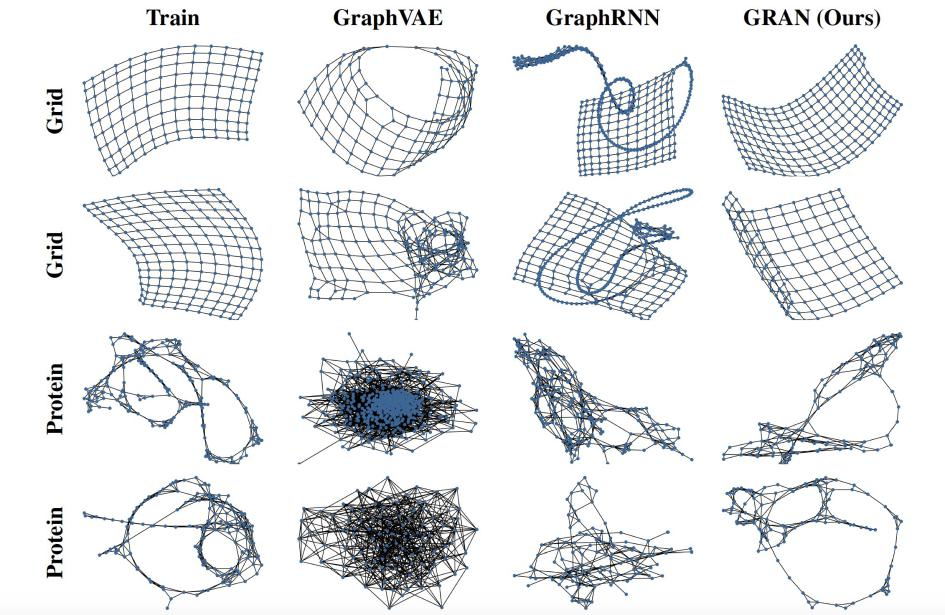 Train GraphVAE GraphRNN GRAN (Ours)
Grid
Grid
Protein
Protein